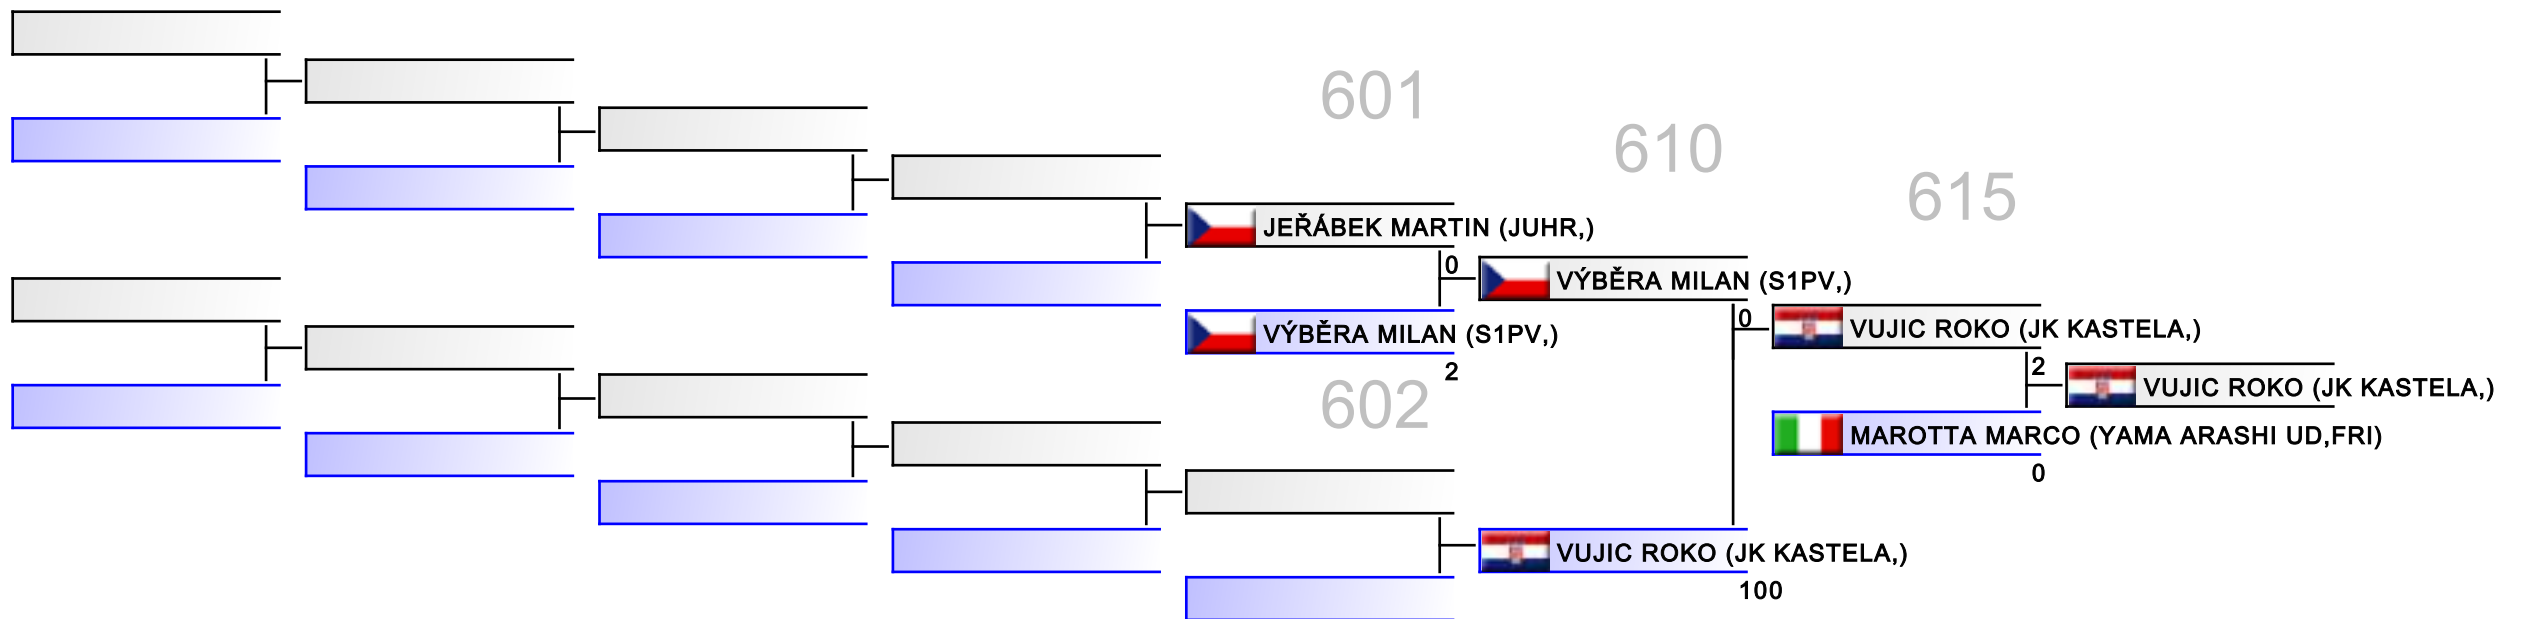 601
610
615
JEŘÁBEK MARTIN (JUHR,)
0
VÝBĚRA MILAN (S1PV,)
VÝBĚRA MILAN (S1PV,)
2
0
VUJIC ROKO (JK KASTELA,)
2
VUJIC ROKO (JK KASTELA,)
MAROTTA MARCO (YAMA ARASHI UD,FRI)
0
602
VUJIC ROKO (JK KASTELA,)
100